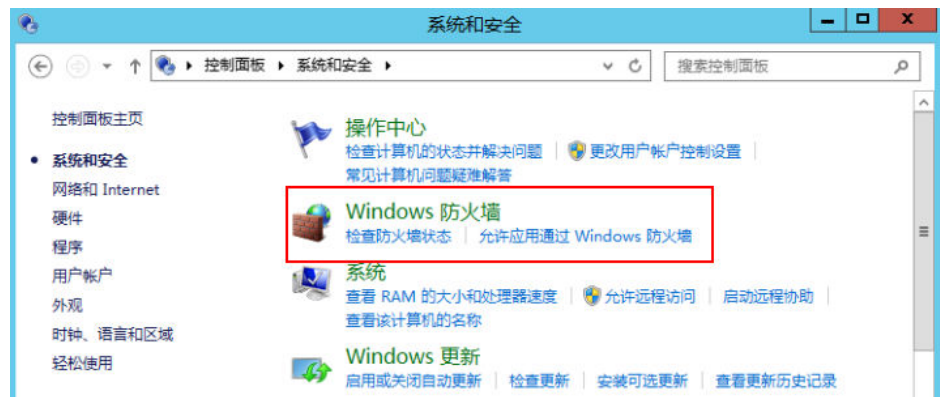 系统和安全
控制面板 系统和安全
搜索控制面板
控制面板主页
系统和安全
网络和 Internet
硬件
程序
用户帐户
外观
时钟、语言和区域
轻松使用
操作中心
检查计算机的状态并解决问题 更改用户帐户控制设置
常见计算机问题疑难解答
Windows 防火墙
检查防火墙状态 允许应用通过 Windows 防火墙
系统
查看 RAM 的大小和处理器速度 允许远程访问 启动远程协助
查看该计算机的名称
Windows 更新
启用或关闭自动更新 检查更新 安装可选更新 查看更新历史记录